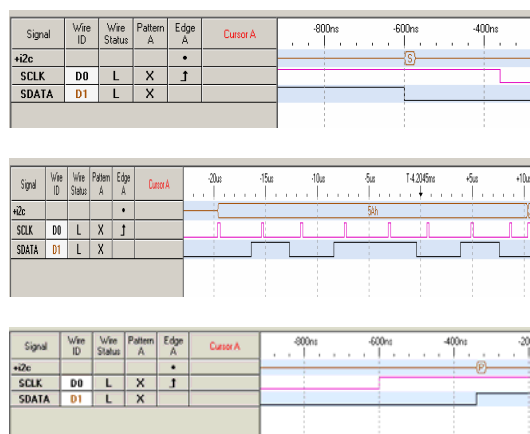 Signal Wire ID Wire Status Pattern A Edge A Cursor A -800ns -600ns -400ns
+i2c • S
SCLK D0 L X ↥
SDATA D1 L X
Signal Wire ID Wire Status Pattern A Edge A Cursor A -20us -15us -10us -5us T-4.2045ms +5us +10us
+i2c • 5Ah
SCLK D0 L X ↥
SDATA D1 L X
Signal Wire ID Wire Status Pattern A Edge A Cursor A -800ns -600ns -400ns -20
+i2c • P
SCLK D0 L X ↥
SDATA D1 L X